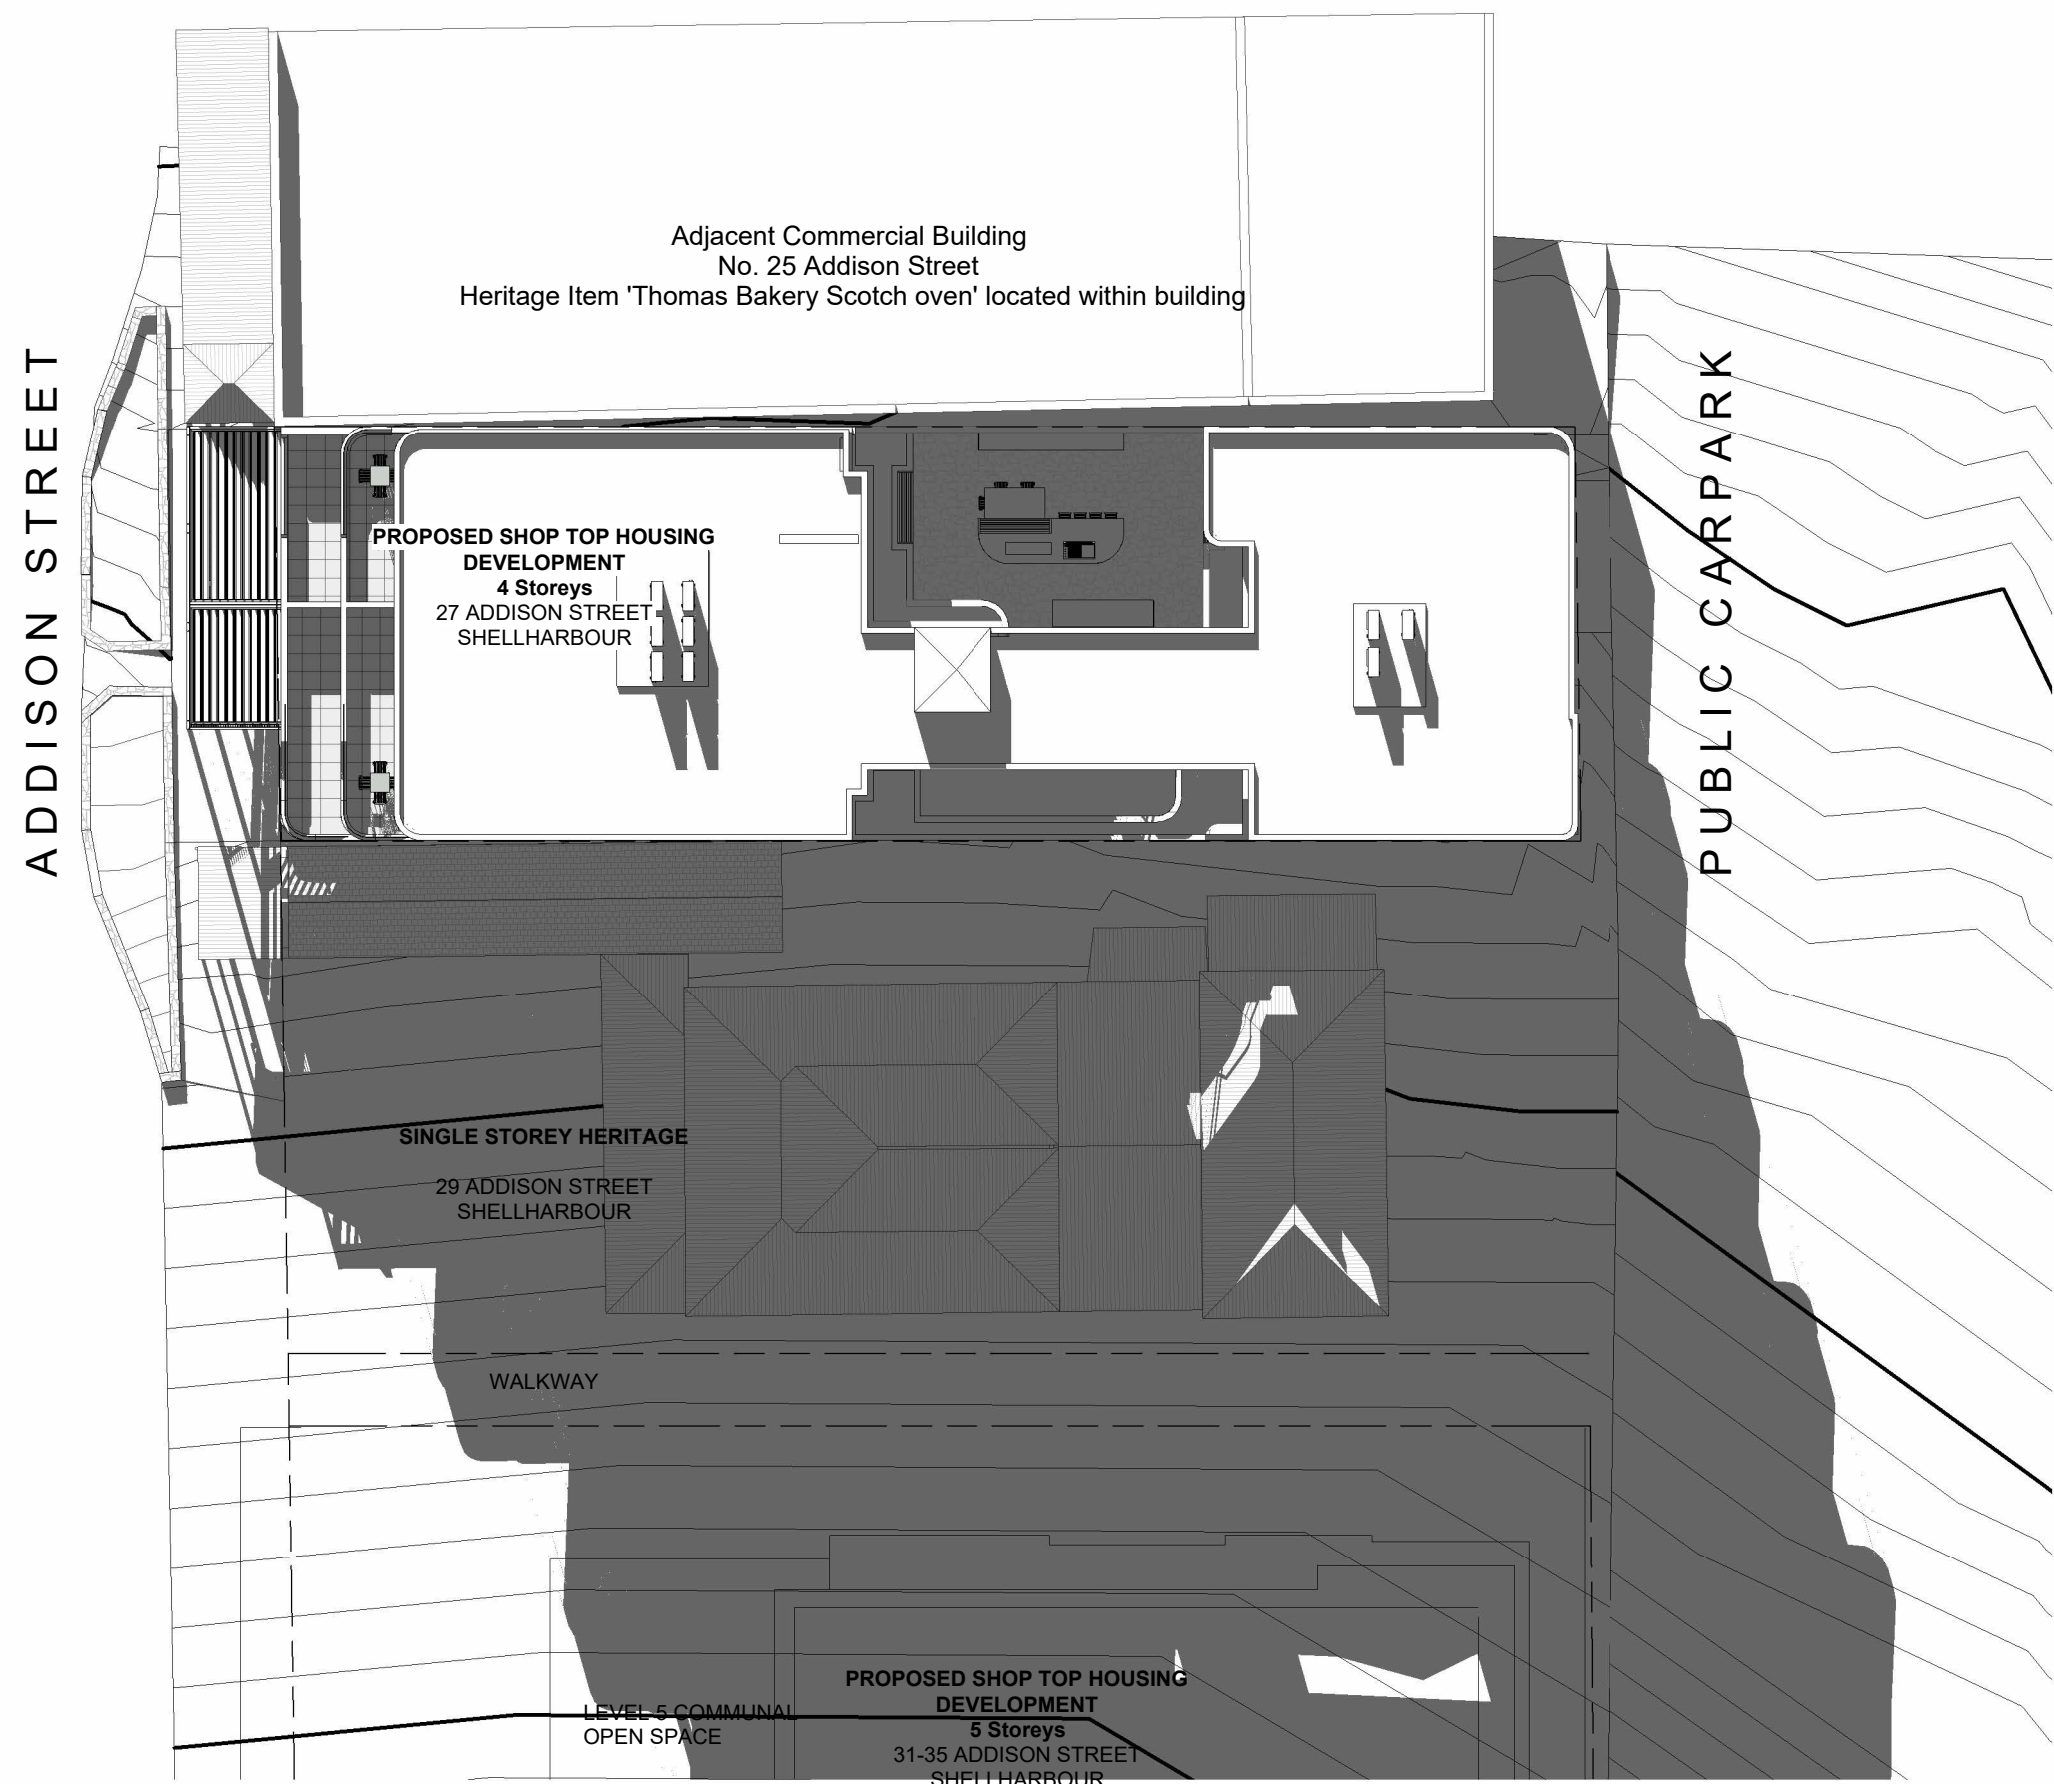 Adjacent Commercial Building
No. 25 Addison Street
Heritage Item 'Thomas Bakery Scotch oven' located within building
ADDISON STREET
PUBLIC CARPARK
PROPOSED SHOP TOP HOUSING
DEVELOPMENT
4 Storeys
27 ADDISON STREET
SHELLHARBOUR
SINGLE STOREY HERITAGE
29 ADDISON STREET
SHELLHARBOUR
WALKWAY
LEVEL 5 COMMUNAL
OPEN SPACE
PROPOSED SHOP TOP HOUSING
DEVELOPMENT
5 Storeys
31-35 ADDISON STREET
SHELLHARBOUR